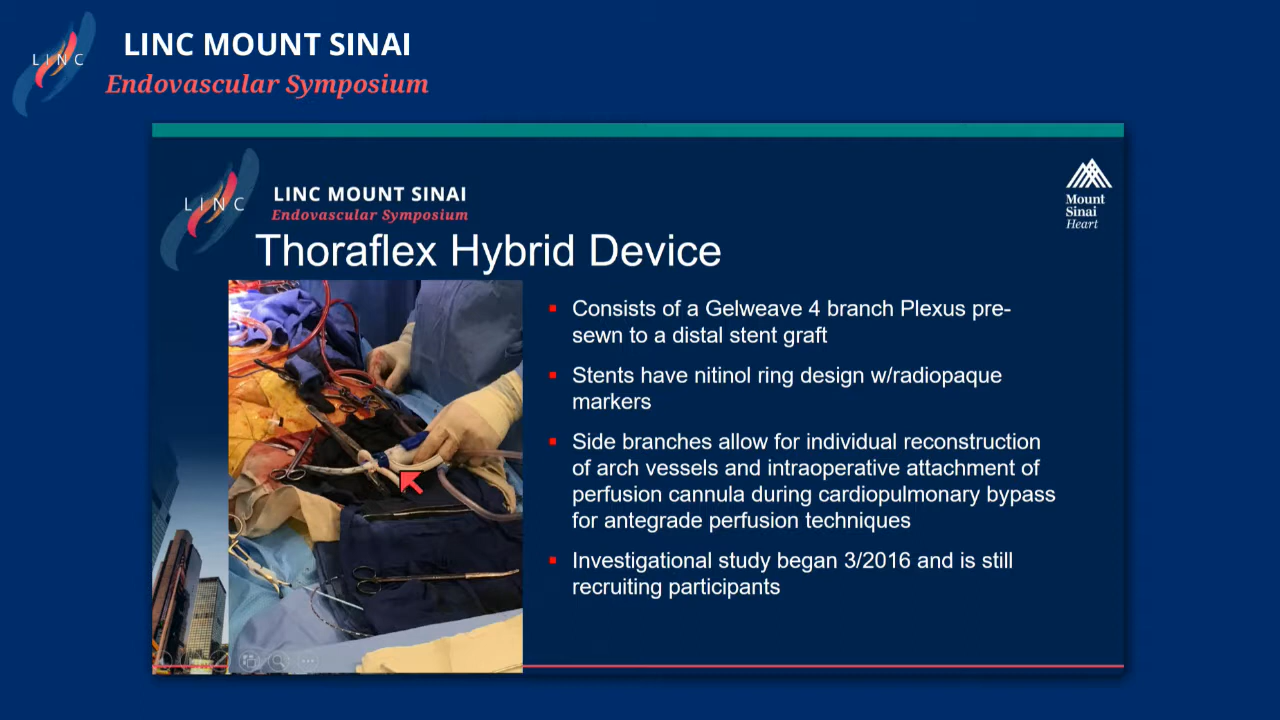 LINC
LINC MOUNT SINAI
Endovascular Symposium
LINC
LINC MOUNT SINAI
Endovascular Symposium
Mount
Sinai
Heart
Thoraflex Hybrid Device
Consists of a Gelweave 4 branch Plexus pre-
sewn to a distal stent graft
Stents have nitinol ring design w/radiopaque
markers
Side branches allow for individual reconstruction
of arch vessels and intraoperative attachment of
perfusion cannula during cardiopulmonary bypass
for antegrade perfusion techniques
Investigational study began 3/2016 and is still
recruiting participants